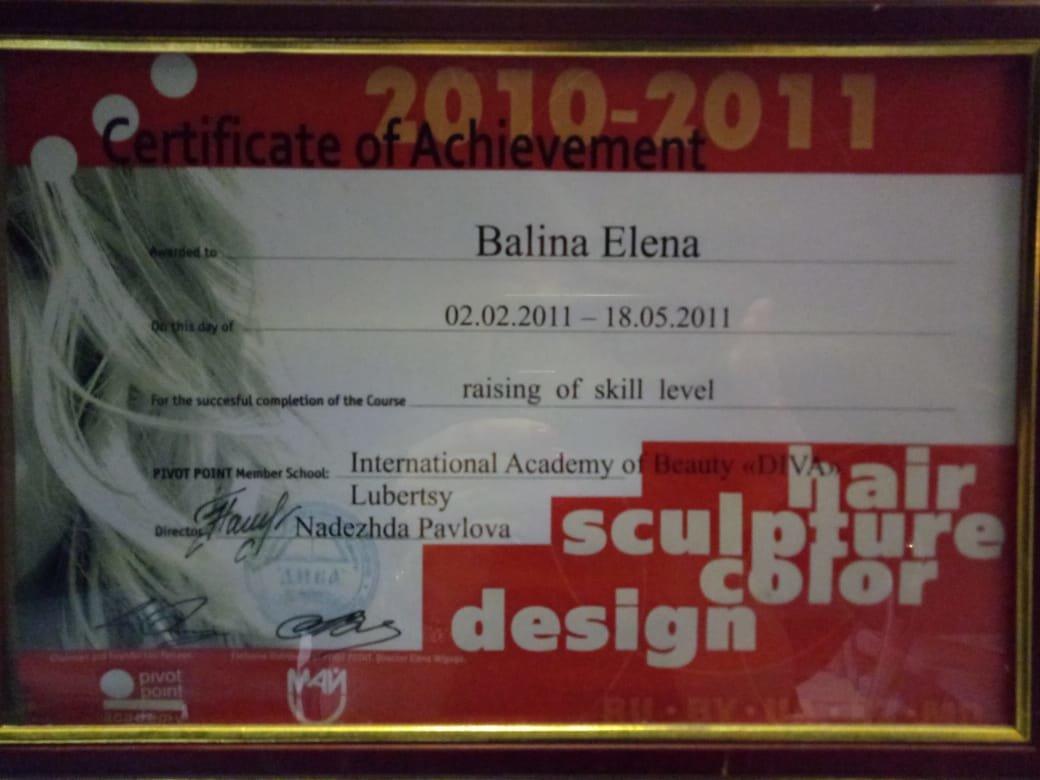 2010-2011
Certificate of Achievement
Awarded to Balina Elena
On this day of 02.02.2011 – 18.05.2011
For the succesful completion of the Course raising of skill level
PIVOT POINT Member School: International Academy of Beauty «DIVA»
Lubertsy
Director Nadezhda Pavlova
hair
sculpture
color
design
pivot
point
academy
МАЙ